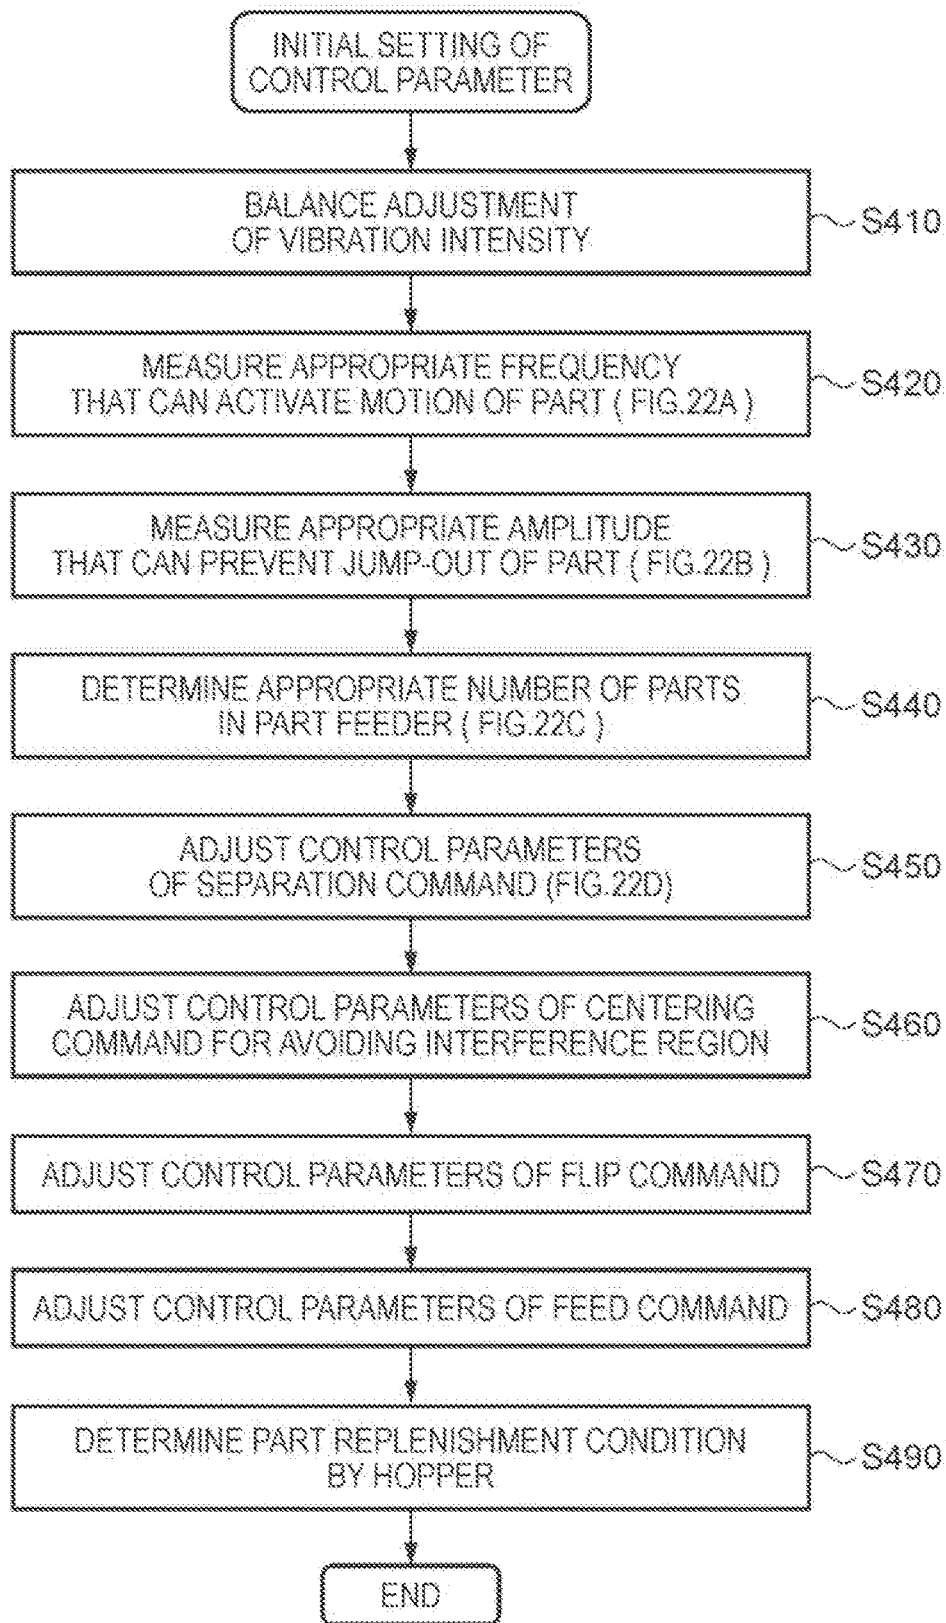 INITIAL SETTING OF
CONTROL PARAMETER
BALANCE ADJUSTMENT
OF VIBRATION INTENSITY
S410
MEASURE APPROPRIATE FREQUENCY
THAT CAN ACTIVATE MOTION OF PART ( FIG.22A )
S420
MEASURE APPROPRIATE AMPLITUDE
THAT CAN PREVENT JUMP-OUT OF PART ( FIG.22B )
S430
DETERMINE APPROPRIATE NUMBER OF PARTS
IN PART FEEDER ( FIG.22C )
S440
ADJUST CONTROL PARAMETERS
OF SEPARATION COMMAND (FIG.22D)
S450
ADJUST CONTROL PARAMETERS OF CENTERING
COMMAND FOR AVOIDING INTERFERENCE REGION
S460
ADJUST CONTROL PARAMETERS OF FLIP COMMAND
S470
ADJUST CONTROL PARAMETERS OF FEED COMMAND
S480
DETERMINE PART REPLENISHMENT CONDITION
BY HOPPER
S490
END